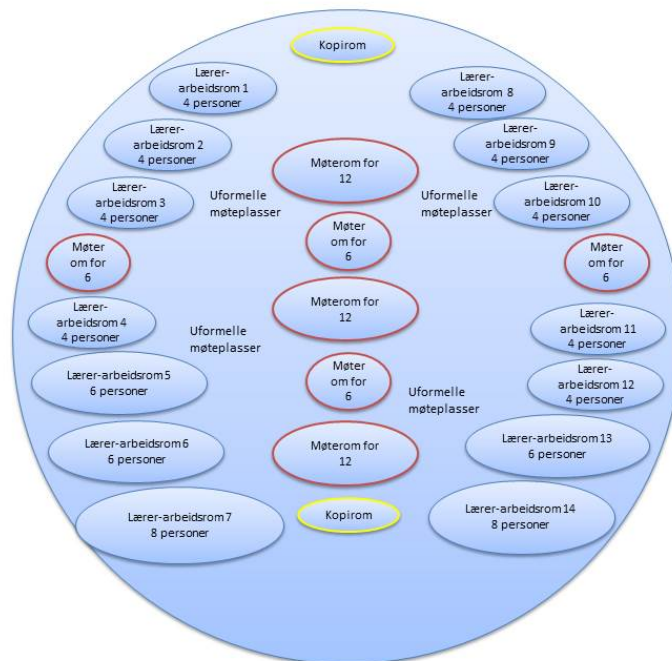 Kopirom
Lærer-
arbeidsrom 1
4 personer
Lærer-
arbeidsrom 2
4 personer
Lærer-
arbeidsrom 3
4 personer
Møter
om for
6
Lærer-
arbeidsrom 4
4 personer
Lærer-arbeidsrom 5
6 personer
Lærer-arbeidsrom 6
6 personer
Lærer-arbeidsrom 7
8 personer
Uformelle
møteplasser
Uformelle
møteplasser
Møterom for
12
Møter
om for
6
Møterom for
12
Møter
om for
6
Møterom for
12
Kopirom
Uformelle
møteplasser
Uformelle
møteplasser
Lærer-
arbeidsrom 8
4 personer
Lærer-
arbeidsrom 9
4 personer
Lærer-
arbeidsrom 10
4 personer
Møter
om for
6
Lærer-
arbeidsrom 11
4 personer
Lærer-
arbeidsrom 12
4 personer
Lærer-arbeidsrom 13
6 personer
Lærer-arbeidsrom 14
8 personer